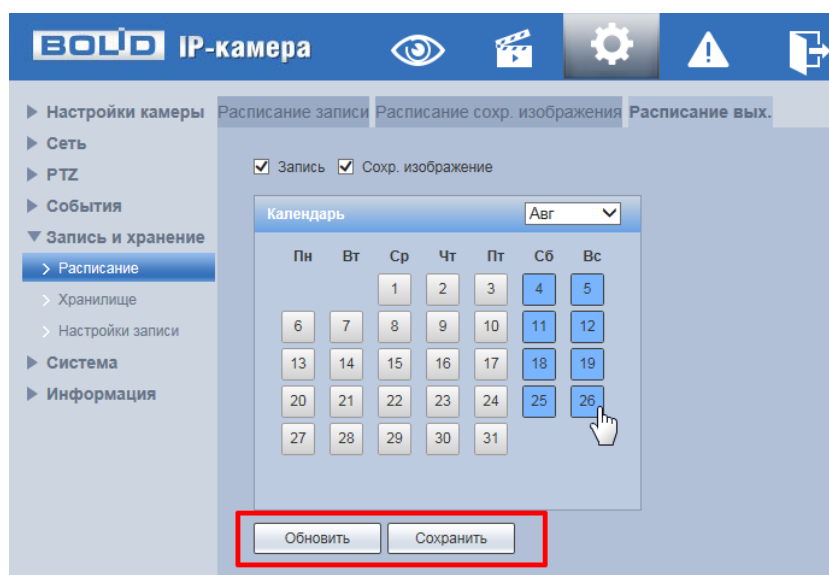 BOLID IP-камера
Настройки камеры
Сеть
PTZ
События
Запись и хранение
Расписание
Хранилище
Настройки записи
Система
Информация
Расписание записи Расписание сохр. изображения Расписание вых.
Запись Сохр. изображение
Календарь Авг
Пн Вт Ср Чт Пт Сб Вс
1 2 3 4 5
6 7 8 9 10 11 12
13 14 15 16 17 18 19
20 21 22 23 24 25 26
27 28 29 30 31
Обновить Сохранить